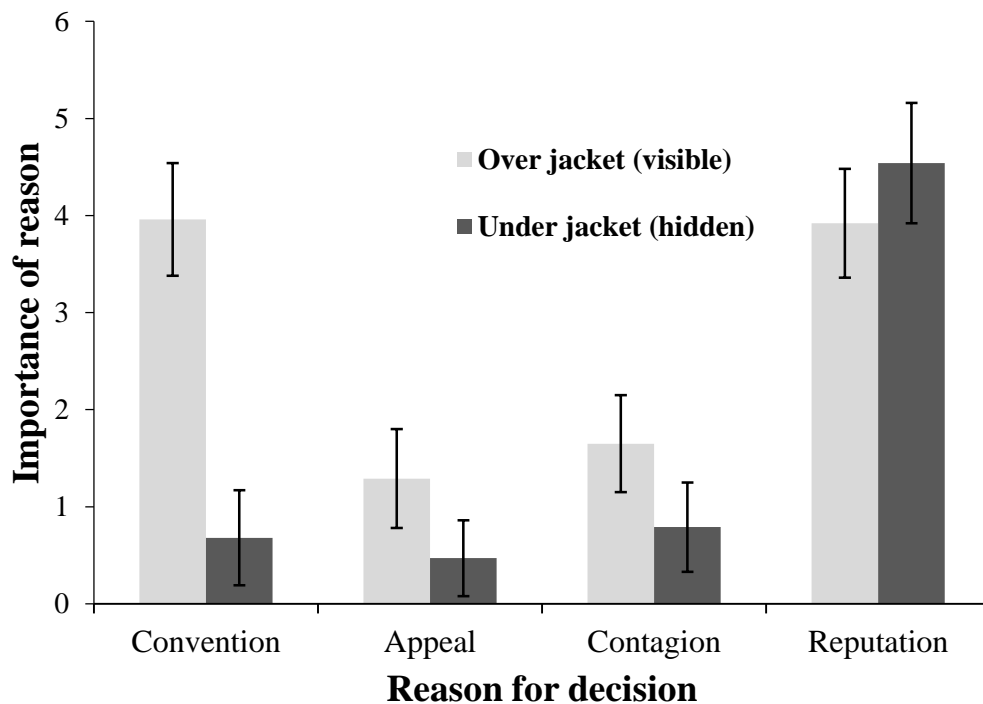 6
5
4
3
2
1
0
Importance of reason
Over jacket (visible)
Under jacket (hidden)
Convention
Appeal
Contagion
Reputation
Reason for decision